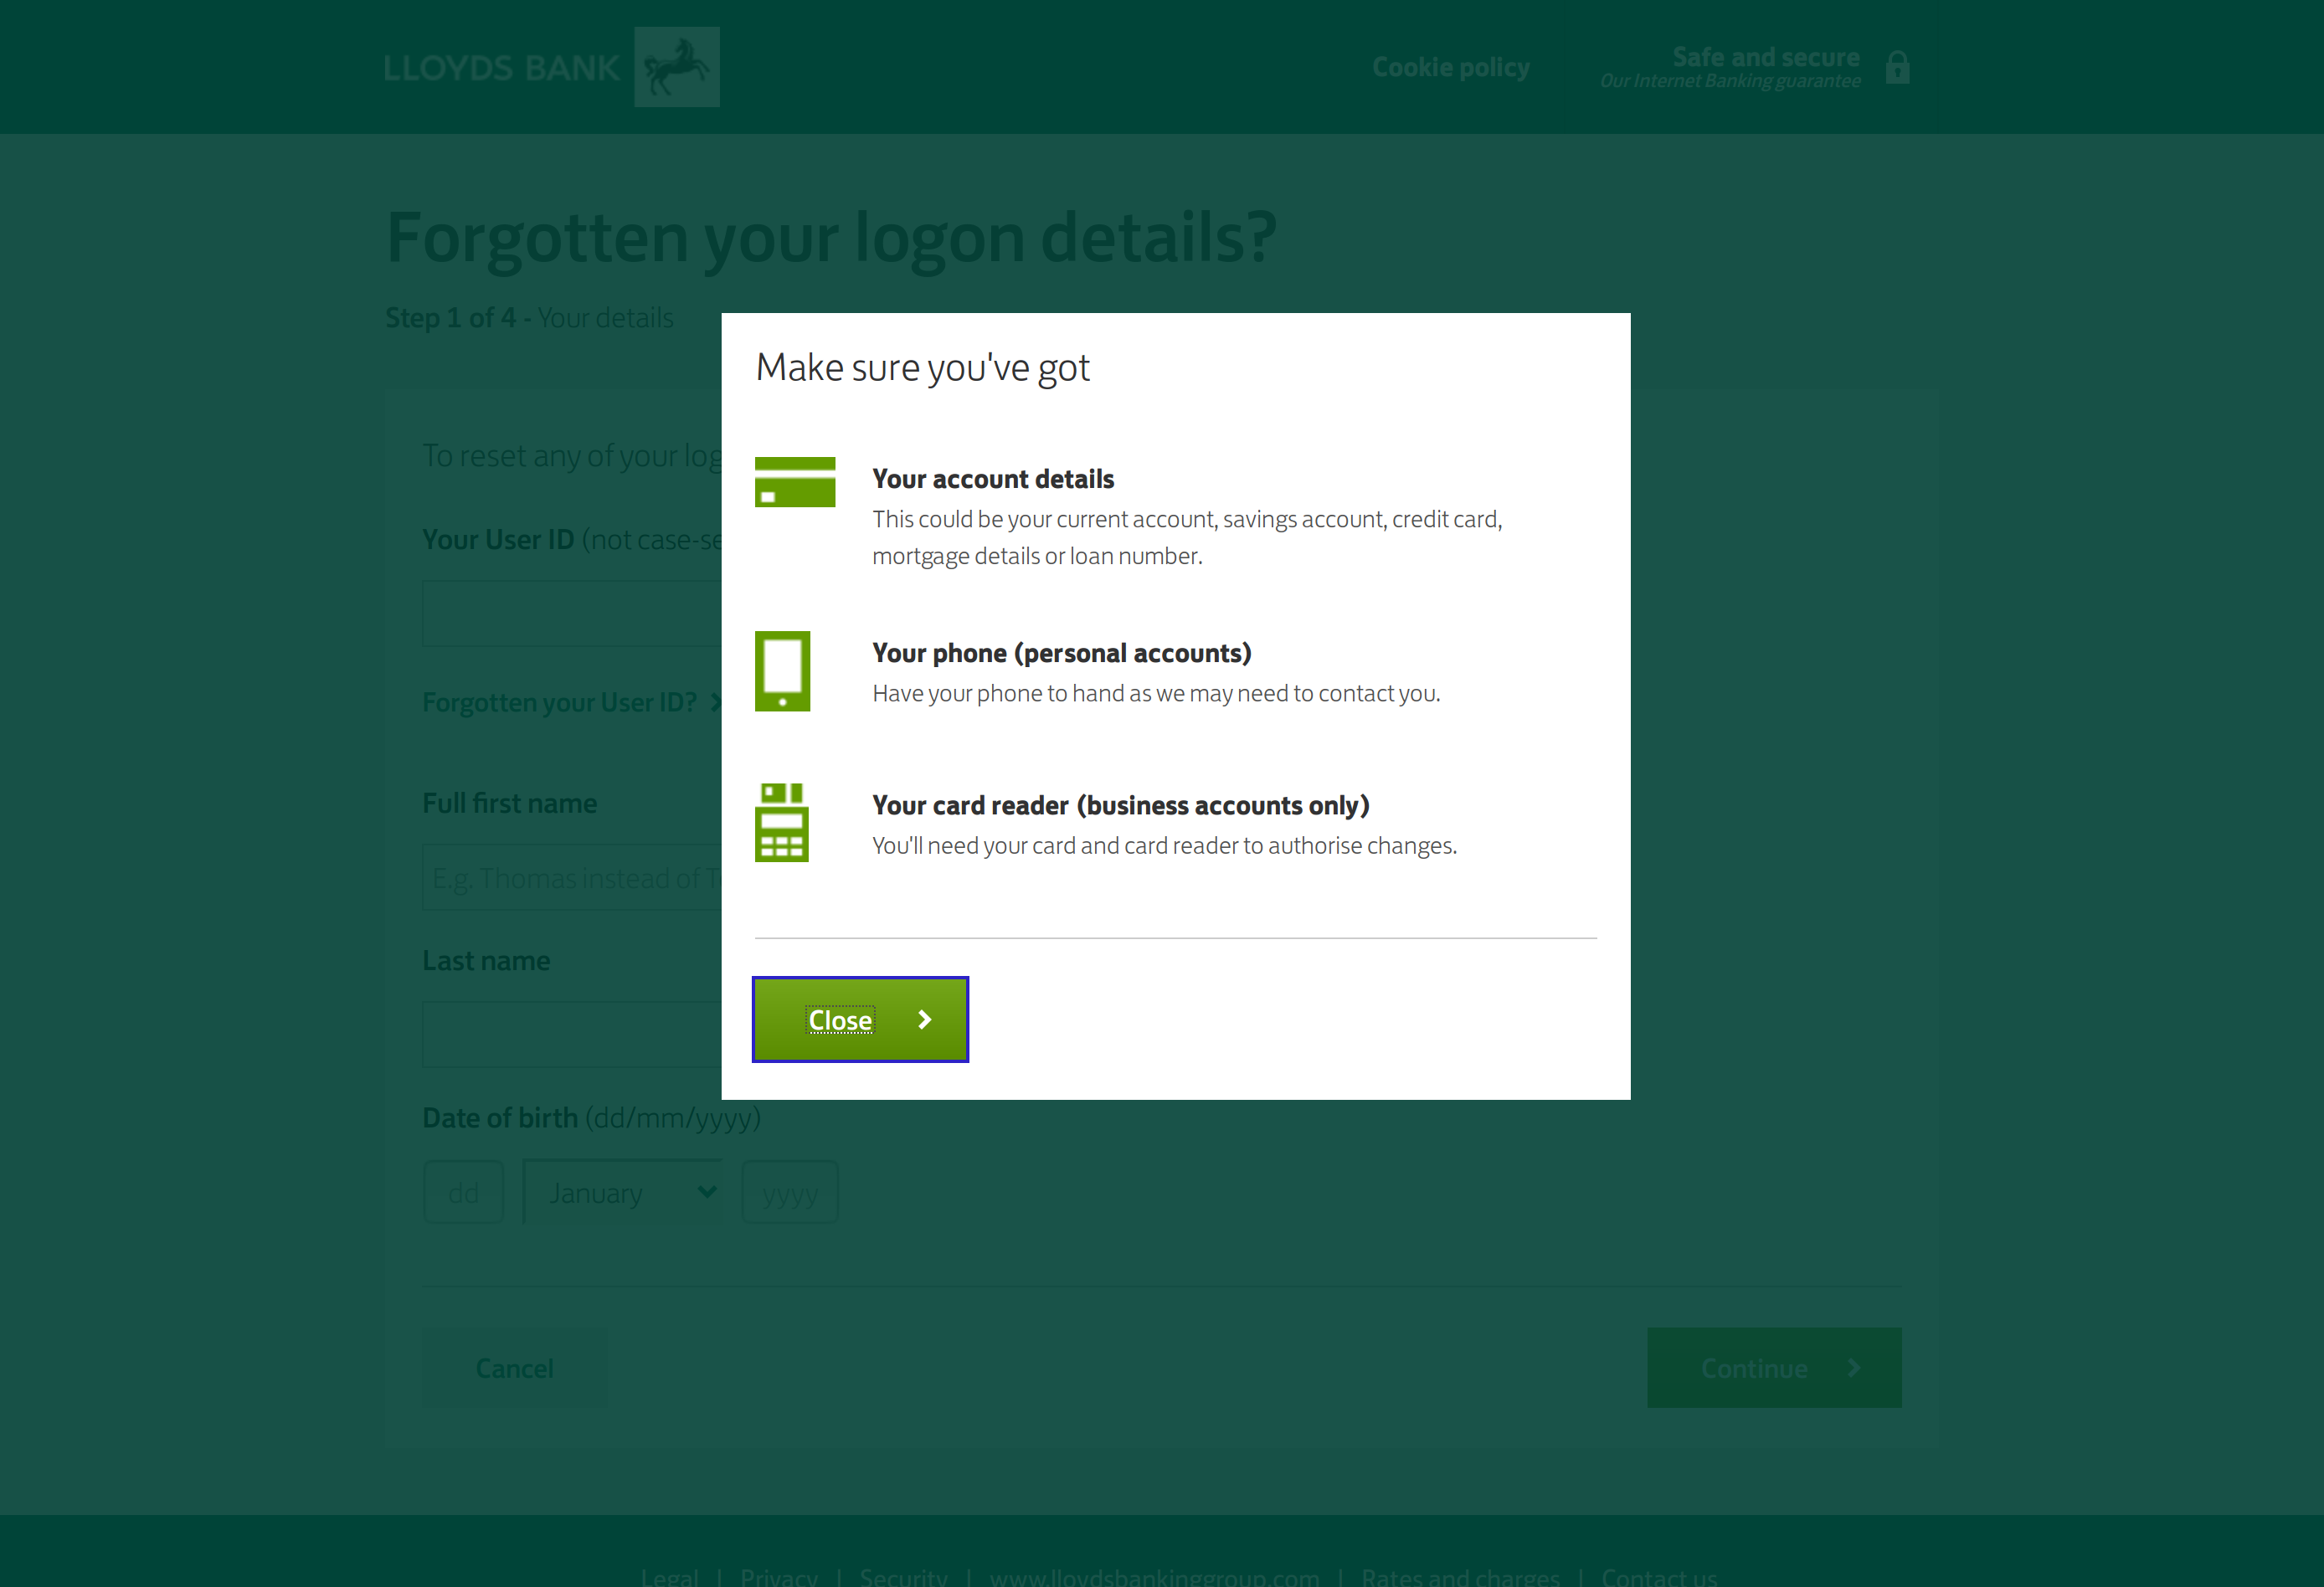 LLOYDS BANK
Cookie policy
Safe and secure
Our Internet Banking guarantee
Forgotten your logon details?
Step 1 of 4 - Your details
Make sure you've got
To reset any of your log
Your account details
This could be your current account, savings account, credit card,
mortgage details or loan number.
Your User ID (not case-se
Your phone (personal accounts)
Have your phone to hand as we may need to contact you.
Forgotten your User ID?
Your card reader (business accounts only)
You'll need your card and card reader to authorise changes.
Full first name
E.g. Thomas instead of T
Last name
Close
Date of birth (dd/mm/yyyy)
dd
January
yyyy
Cancel
Continue
Legal | Privacy | Security | www.lloydsbankinggroup.com | Rates and charges | Contact us